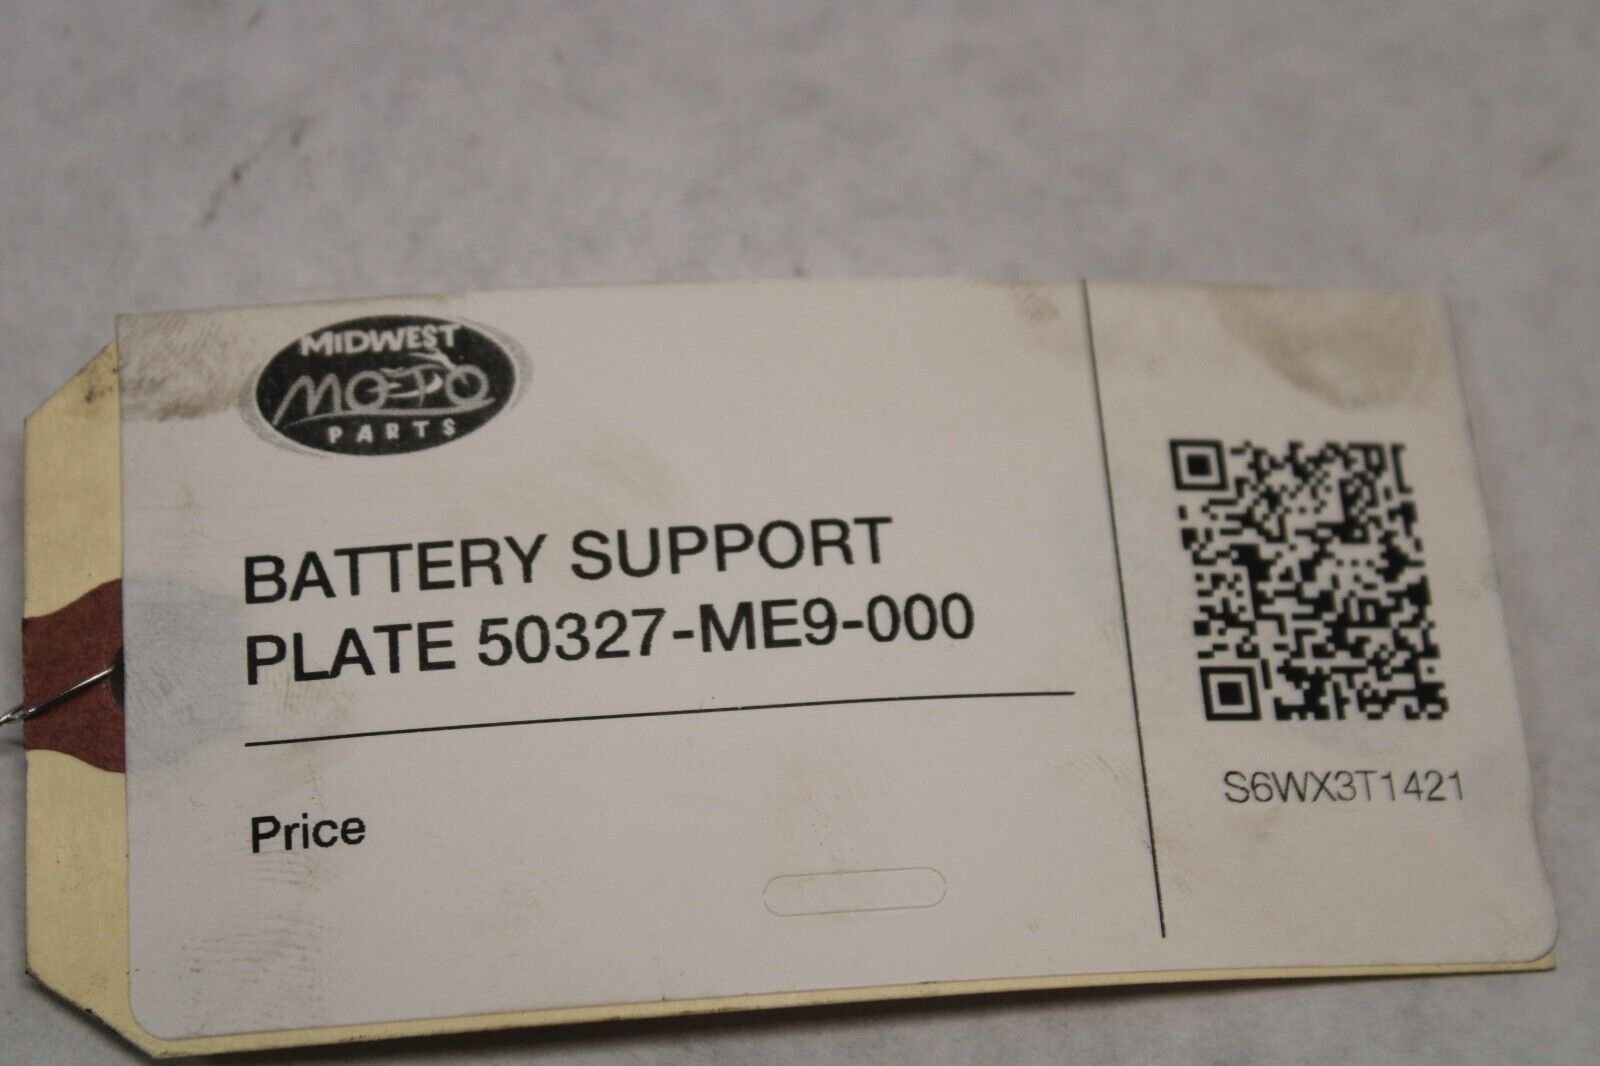 MIDWEST
MOTO
PARTS
BATTERY SUPPORT
PLATE 50327-ME9-000
Price
S6WX3T1421